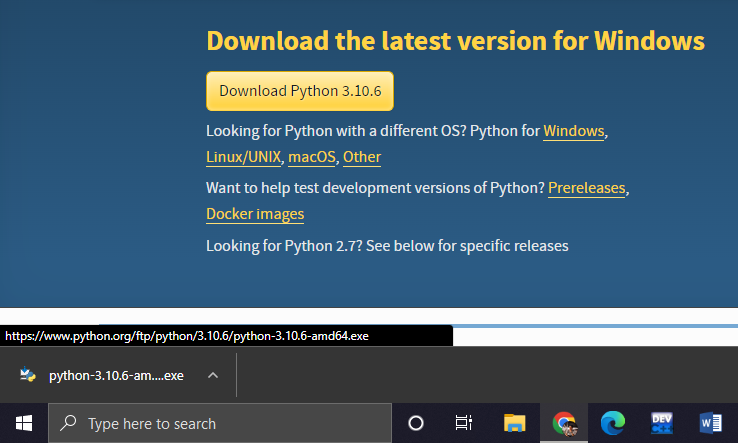 Download the latest version for Windows
Download Python 3.10.6
Looking for Python with a different OS? Python for Windows,
Linux/UNIX, macOS, Other
Want to help test development versions of Python? Prereleases,
Docker images
Looking for Python 2.7? See below for specific releases
https://www.python.org/ftp/python/3.10.6/python-3.10.6-amd64.exe
python-3.10.6-am....exe
Type here to search
DEV
W